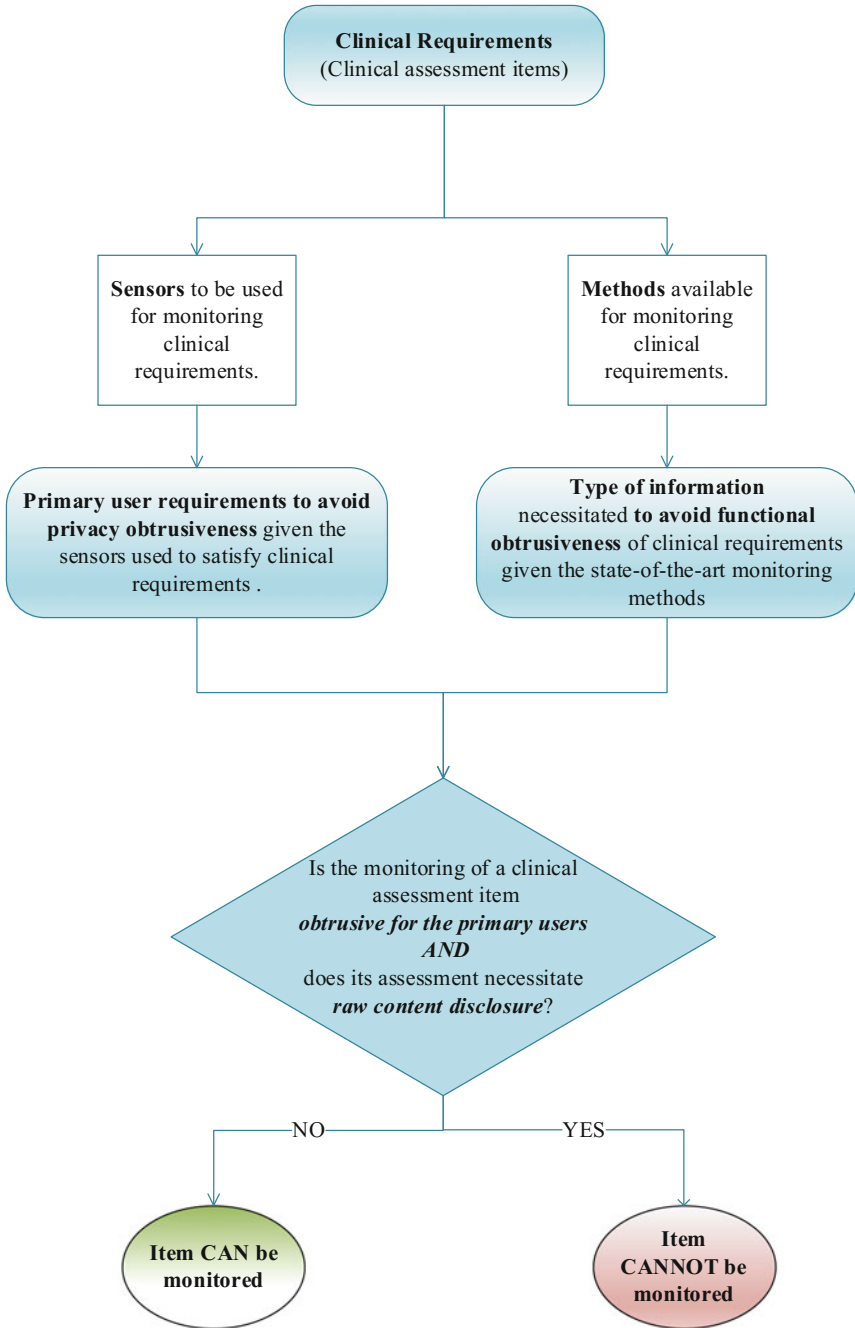 Clinical Requirements
(Clinical assessment items)
Sensors to be used
for monitoring
clinical
requirements.
Methods available
for monitoring
clinical
requirements.
Primary user requirements to avoid
privacy obtrusiveness given the
sensors used to satisfy clinical
requirements .
Type of information
necessitated to avoid functional
obtrusiveness of clinical requirements
given the state-of-the-art monitoring
methods
Is the monitoring of a clinical
assessment item
obtrusive for the primary users
AND
does its assessment necessitate
raw content disclosure?
NO
YES
Item CAN be
monitored
Item
CANNOT be
monitored